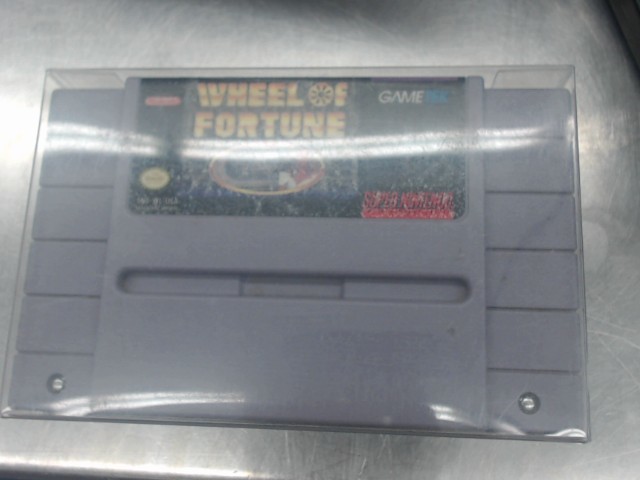 WHEEL OF
FORTUNE
GAMETEK
SUPER NINTENDO